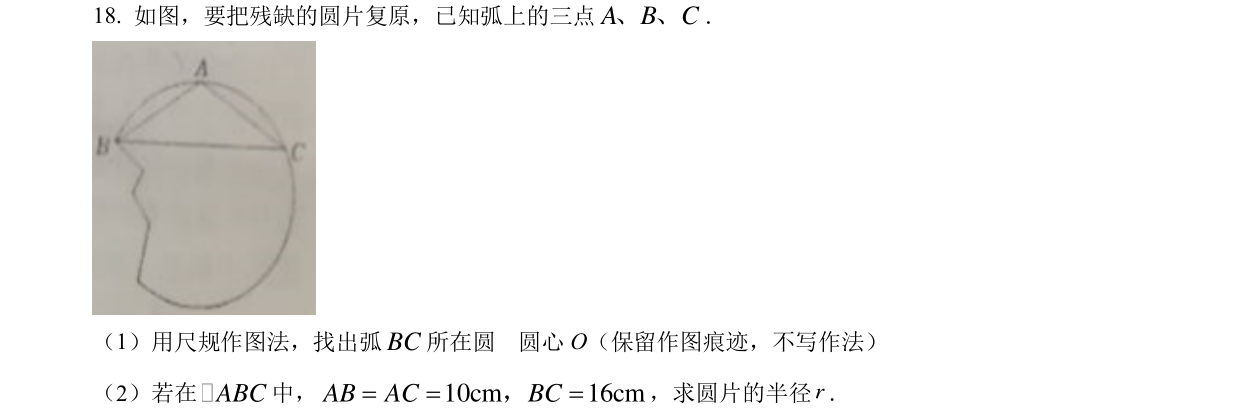 18. 如图，要把残缺的圆片复原，已知弧上的三点 A、B、C．
A
B
C
（1）用尺规作图法，找出弧 BC 所在圆 圆心 O（保留作图痕迹，不写作法）
（2）若在 □ABC 中， AB = AC = 10cm，BC = 16cm，求圆片的半径 r．